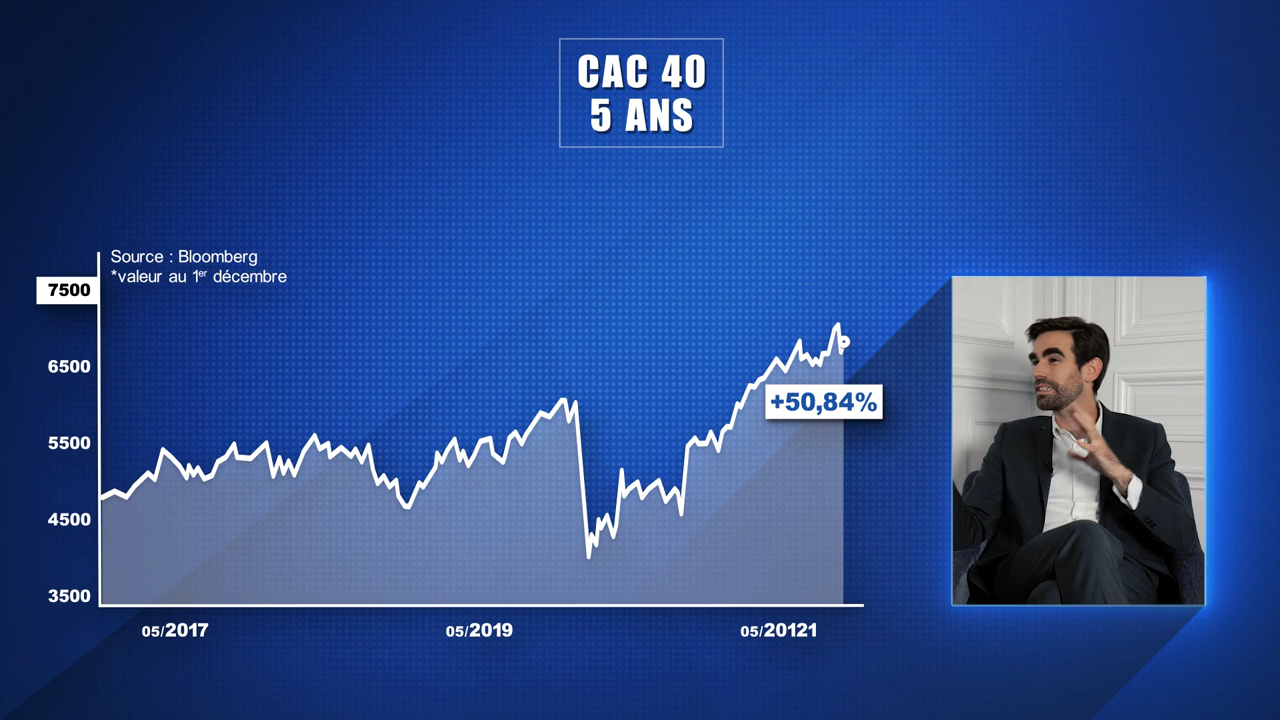 CAC 40
5 ANS
Source : Bloomberg
*valeur au 1er décembre
7500
6500
5500
4500
3500
+50,84%
05/2017
05/2019
05/20121